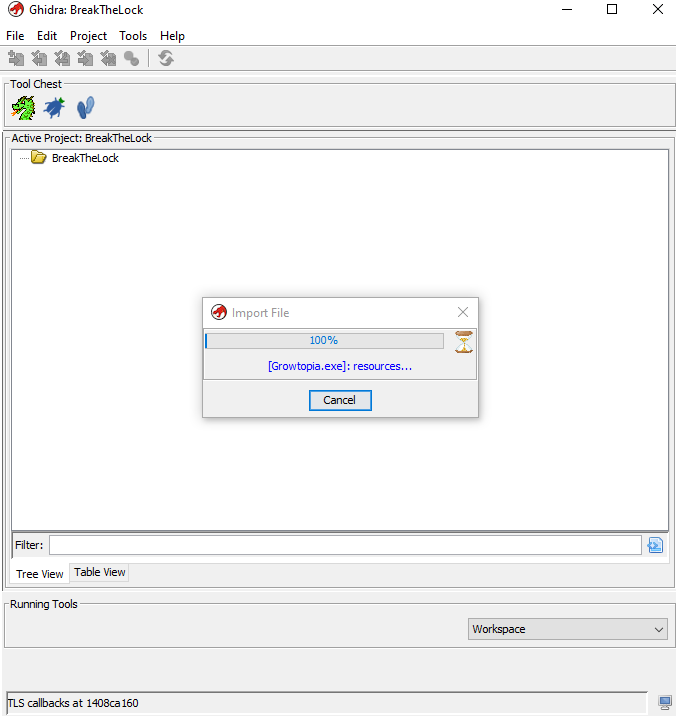 Ghidra: BreakTheLock
File Edit Project Tools Help
Tool Chest
Active Project: BreakTheLock
BreakTheLock
Import File
100%
[Growtopia.exe]: resources...
Cancel
Filter:
Tree View Table View
Running Tools
Workspace
TLS callbacks at 1408ca160